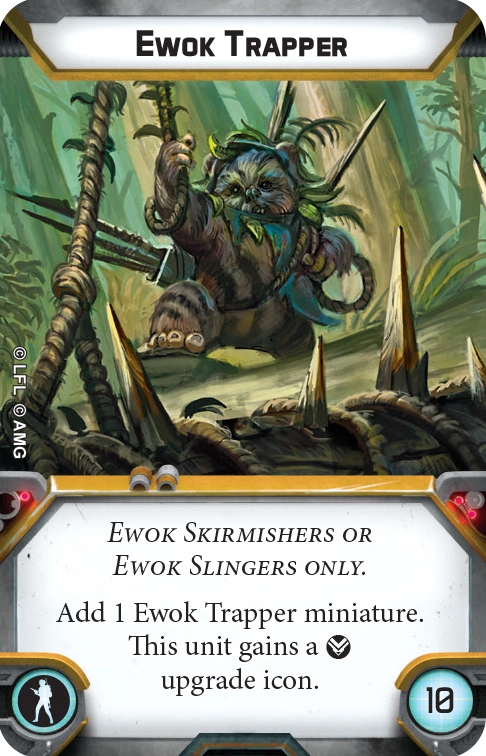 Ewok Trapper
© LFL © AMG
Ewok Skirmishers or
Ewok Slingers only.
Add 1 Ewok Trapper miniature.
This unit gains a
upgrade icon.
10